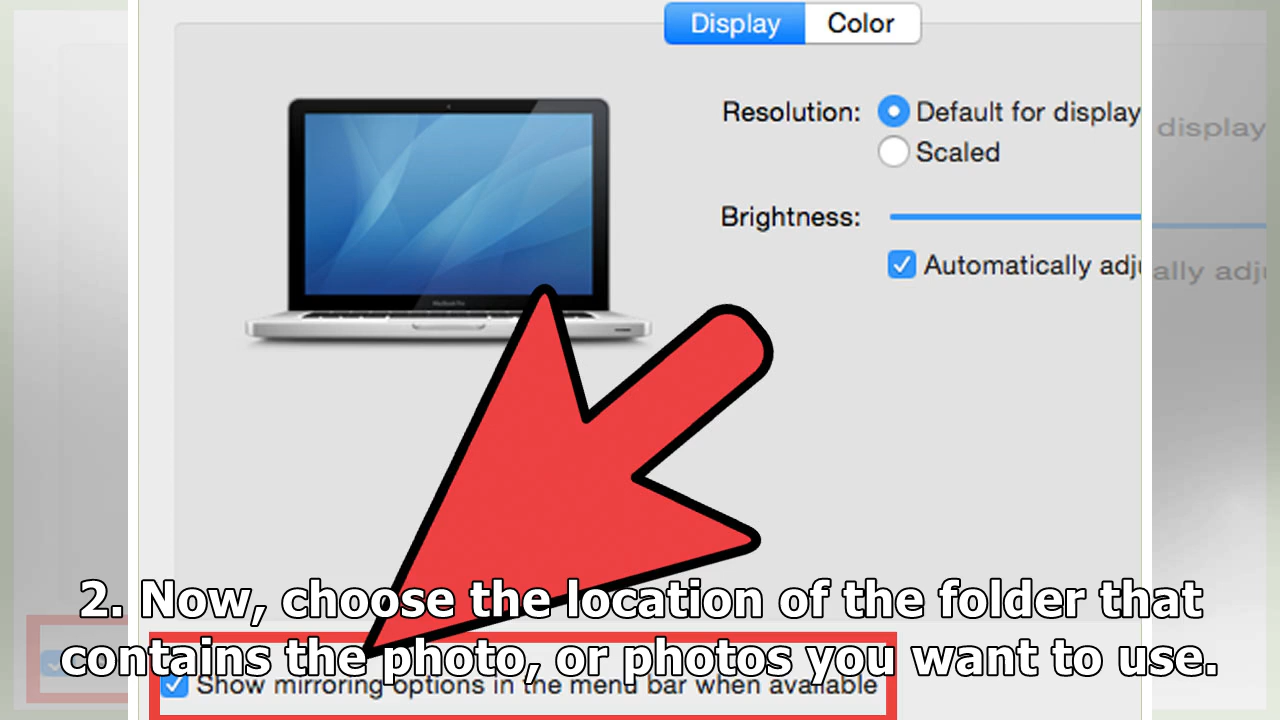 Display Color
Resolution: Default for display
Scaled
display
Brightness:
Automatically adju
ally adju
2. Now, choose the location of the folder that
contains the photo, or photos you want to use.
Show mirroring options in the menu bar when available